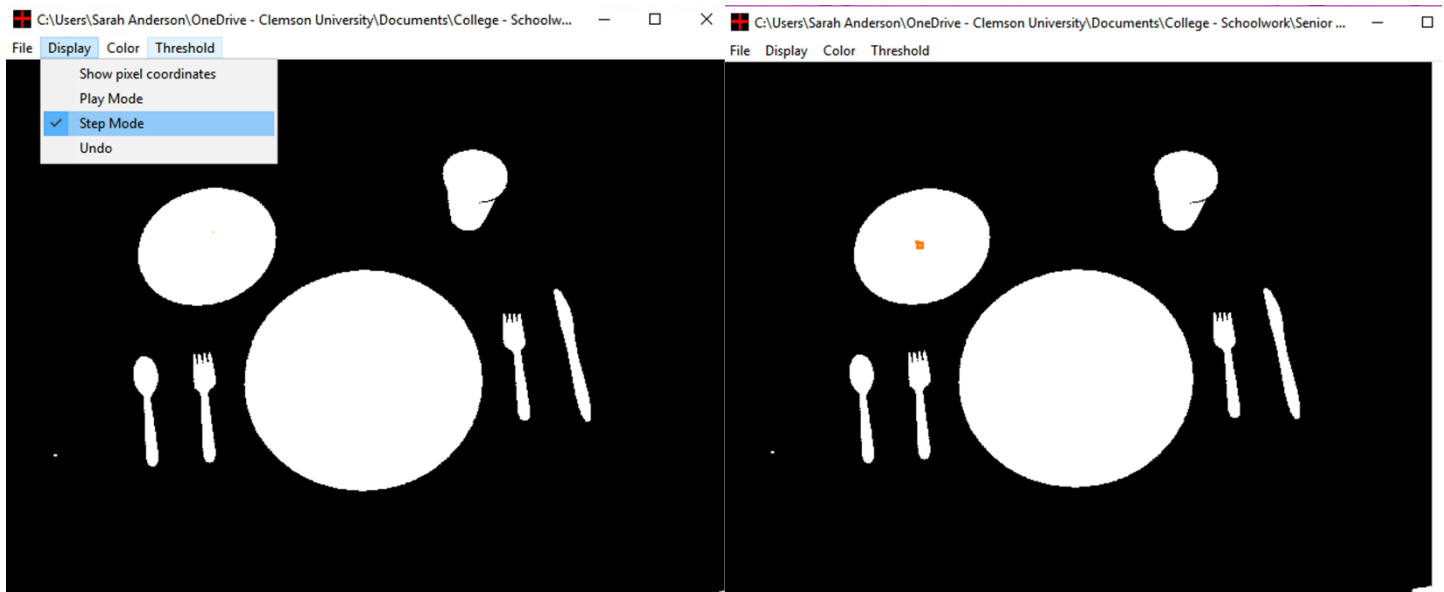 C:\Users\Sarah Anderson\OneDrive - Clemson University\Documents\College - Schoolw...
File Display Color Threshold
Show pixel coordinates
Play Mode
Step Mode
Undo
C:\Users\Sarah Anderson\OneDrive - Clemson University\Documents\College - Schoolwork\Senior ...
File Display Color Threshold